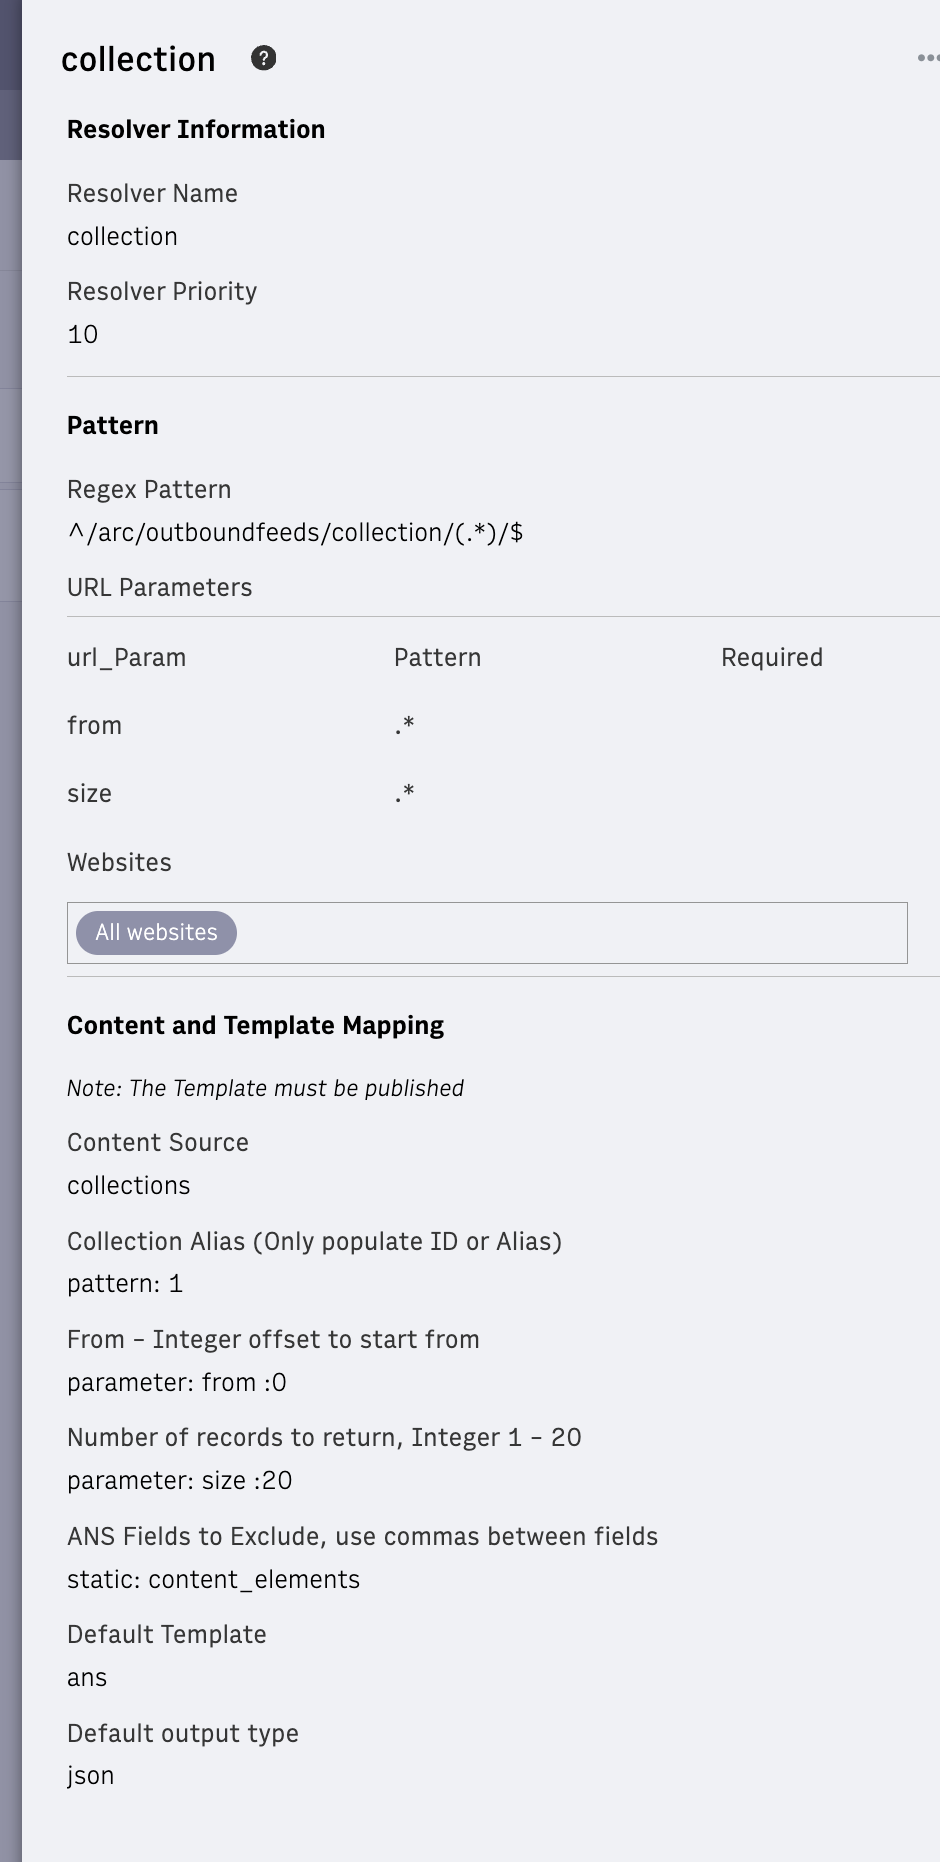 collection ?
Resolver Information
Resolver Name
collection
Resolver Priority
10
Pattern
Regex Pattern
^/arc/outboundfeeds/collection/(.*)/$
URL Parameters
url_Param Pattern Required
from .*
size .*
Websites
All websites
Content and Template Mapping
Note: The Template must be published
Content Source
collections
Collection Alias (Only populate ID or Alias)
pattern: 1
From - Integer offset to start from
parameter: from :0
Number of records to return, Integer 1 - 20
parameter: size :20
ANS Fields to Exclude, use commas between fields
static: content_elements
Default Template
ans
Default output type
json